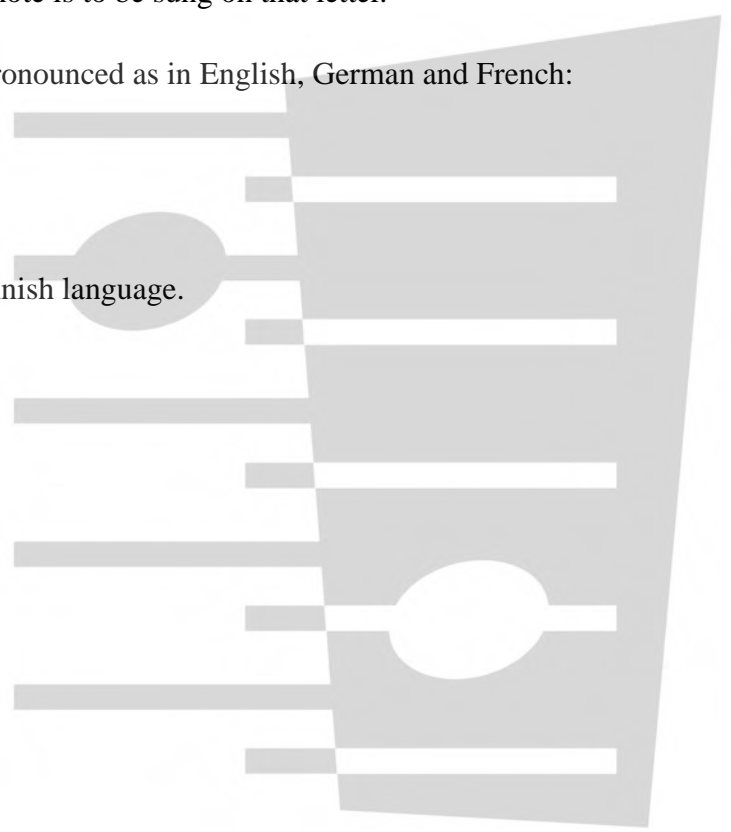 note is to be sung on that letter.
ronounced as in English, German and French:
nish language.